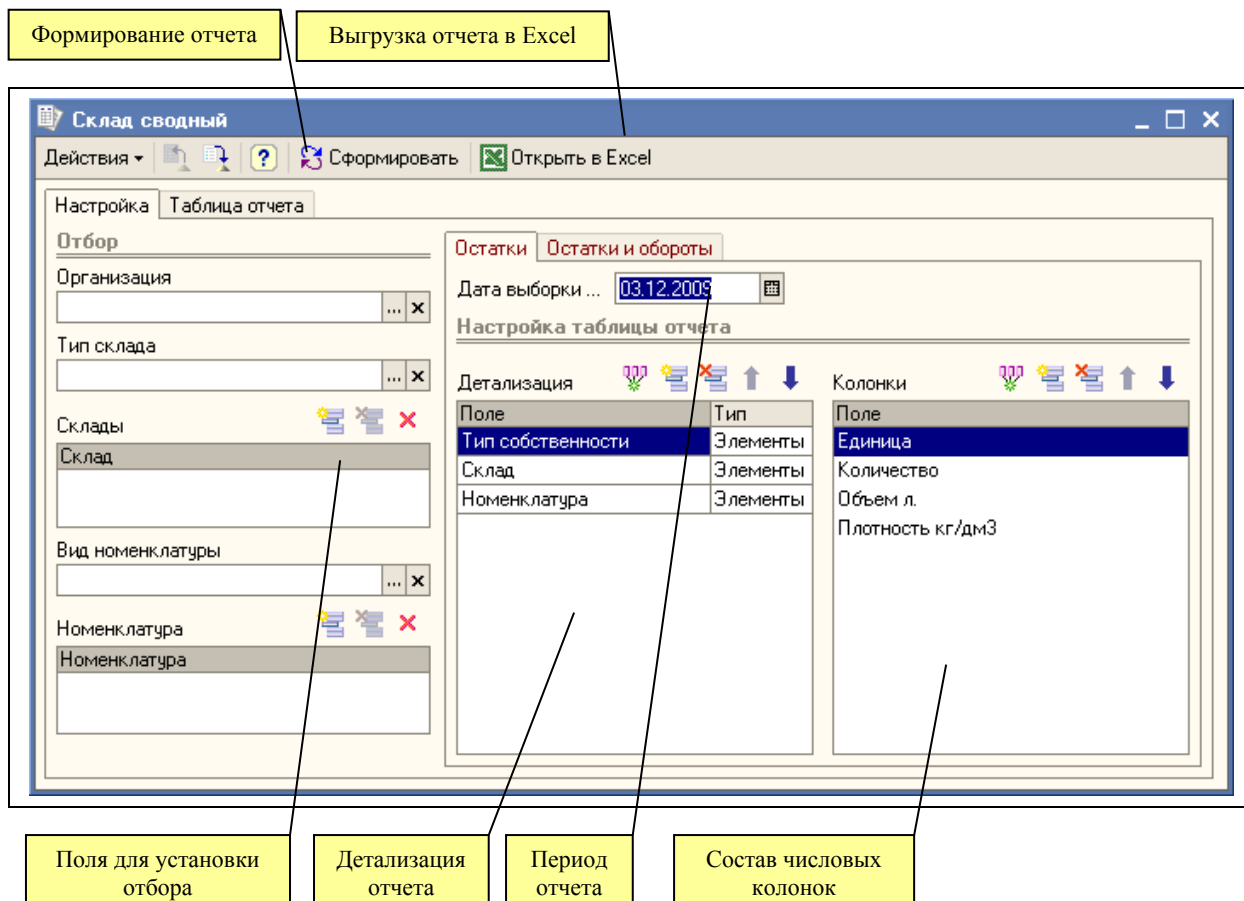 Формирование отчета
Выгрузка отчета в Excel
Склад сводный
Действия
?
Сформировать
Открыть в Excel
Настройка
Таблица отчета
Отбор
Организация
...
Тип склада
...
Склады
Склад
Вид номенклатуры
...
Номенклатура
Номенклатура
Остатки
Остатки и обороты
Дата выборки ...
03.12.2009
Настройка таблицы отчета
Детализация
Поле Тип
Тип собственности Элементы
Склад Элементы
Номенклатура Элементы
Колонки
Поле
Единица
Количество
Объем л.
Плотность кг/дм3
Поля для установки
отбора
Детализация
отчета
Период
отчета
Состав числовых
колонок